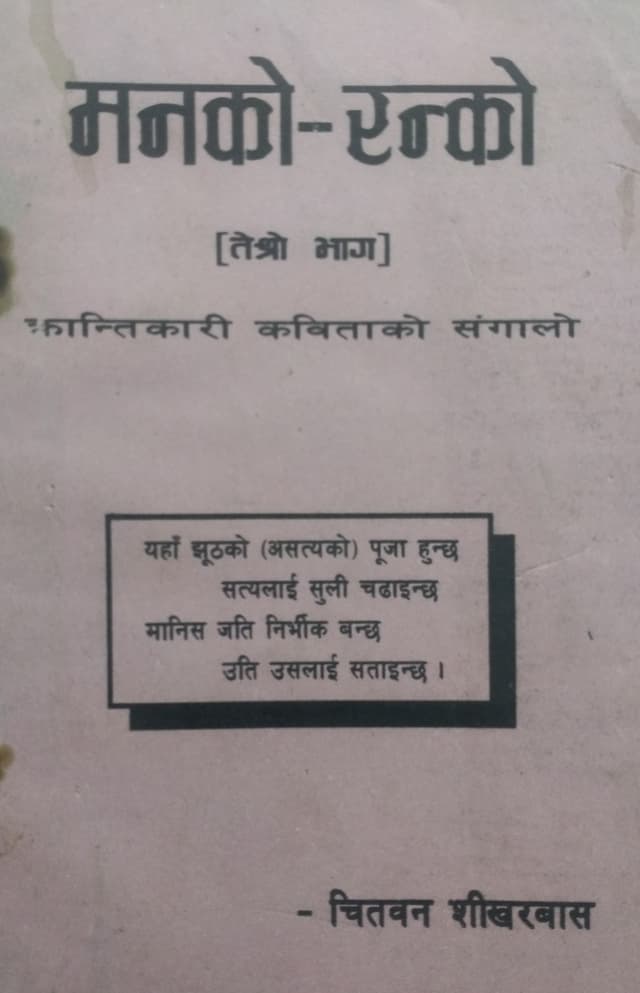 मनको-रन्को
[तेश्रो भाग]
क्रान्तिकारी कविताको संगालो
यहाँ झूठको (असत्यको) पूजा हुन्छ
सत्यलाई सुली चढाइन्छ
मानिस जति निर्भीक बन्छ
उति उसलाई सताइन्छ ।
- चितवन शीखरबास